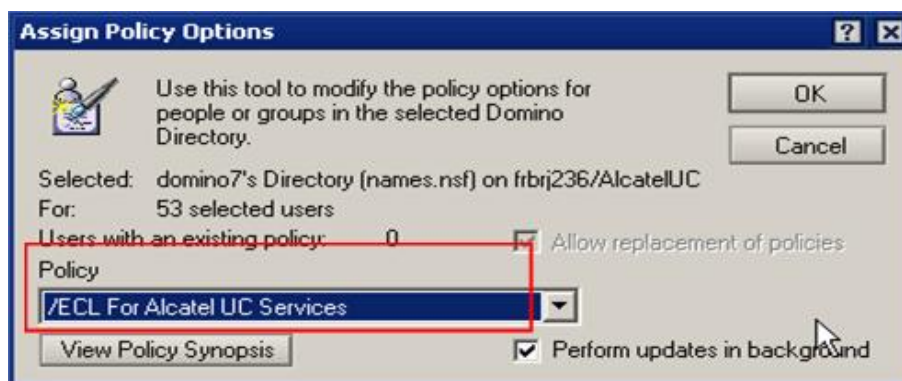 Assign Policy Options
Use this tool to modify the policy options for
people or groups in the selected Domino
Directory.
OK
Cancel
Selected: domino7's Directory (names.nsf) on frbrj236/AlcatelUC
For: 53 selected users
Users with an existing policy: 0 Allow replacement of policies
Policy
/ECL For Alcatel UC Services
View Policy Synopsis Perform updates in background